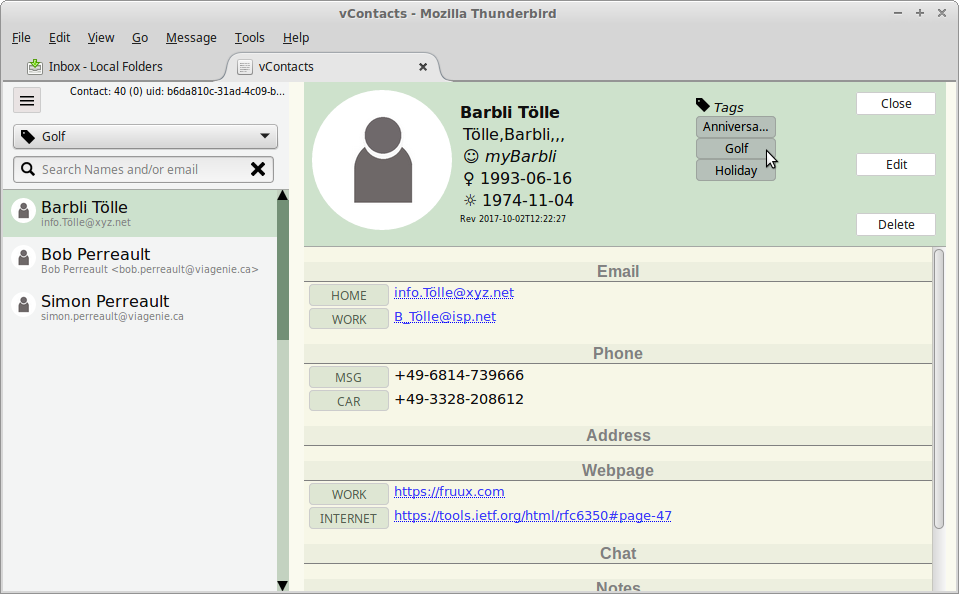 vContacts - Mozilla Thunderbird
File Edit View Go Message Tools Help
Inbox - Local Folders
vContacts
Contact: 40 (0) uid: b6da810c-31ad-4c09-b...
Golf
Search Names and/or email
Barbli Tölle
info.Tölle@xyz.net
Bob Perreault
Bob Perreault <bob.perreault@viagenie.ca>
Simon Perreault
simon.perreault@viagenie.ca
Barbli Tölle
Tölle,Barbli,,,
☺ myBarbli
♀ 1993-06-16
☼ 1974-11-04
Rev 2017-10-02T12:22:27
Tags
Anniversa...
Golf
Holiday
Close
Edit
Delete
Email
HOME info.Tölle@xyz.net
WORK B_Tölle@isp.net
Phone
MSG +49-6814-739666
CAR +49-3328-208612
Address
Webpage
WORK https://fruux.com
INTERNET https://tools.ietf.org/html/rfc6350#page-47
Chat
Notes